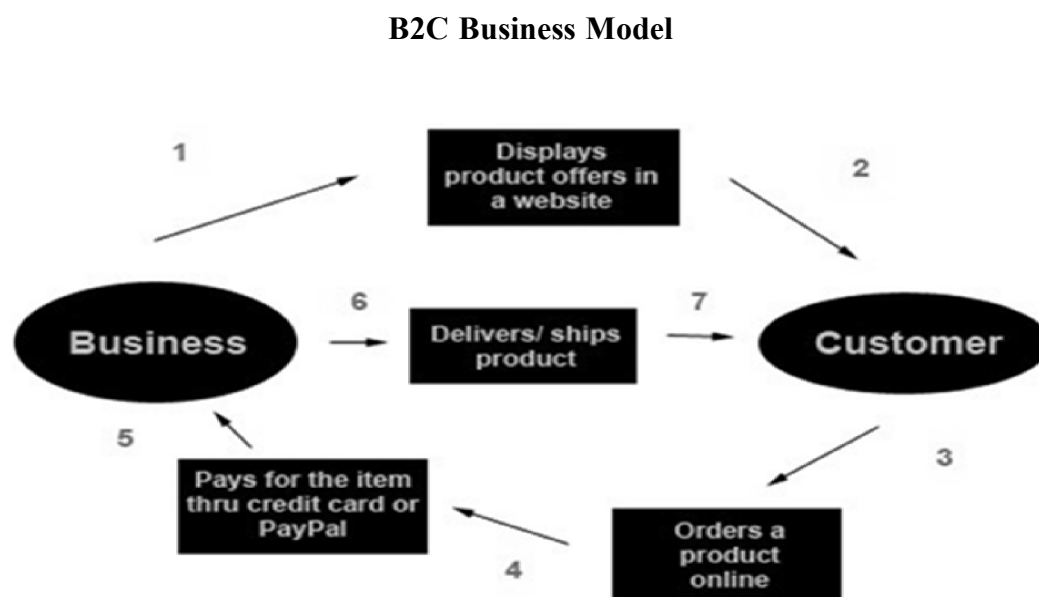 B2C Business Model
1
Displays
product offers in
a website
2
Business
6
Delivers/ ships
product
7
Customer
5
Pays for the item
thru credit card or
PayPal
4
Orders a
product
online
3